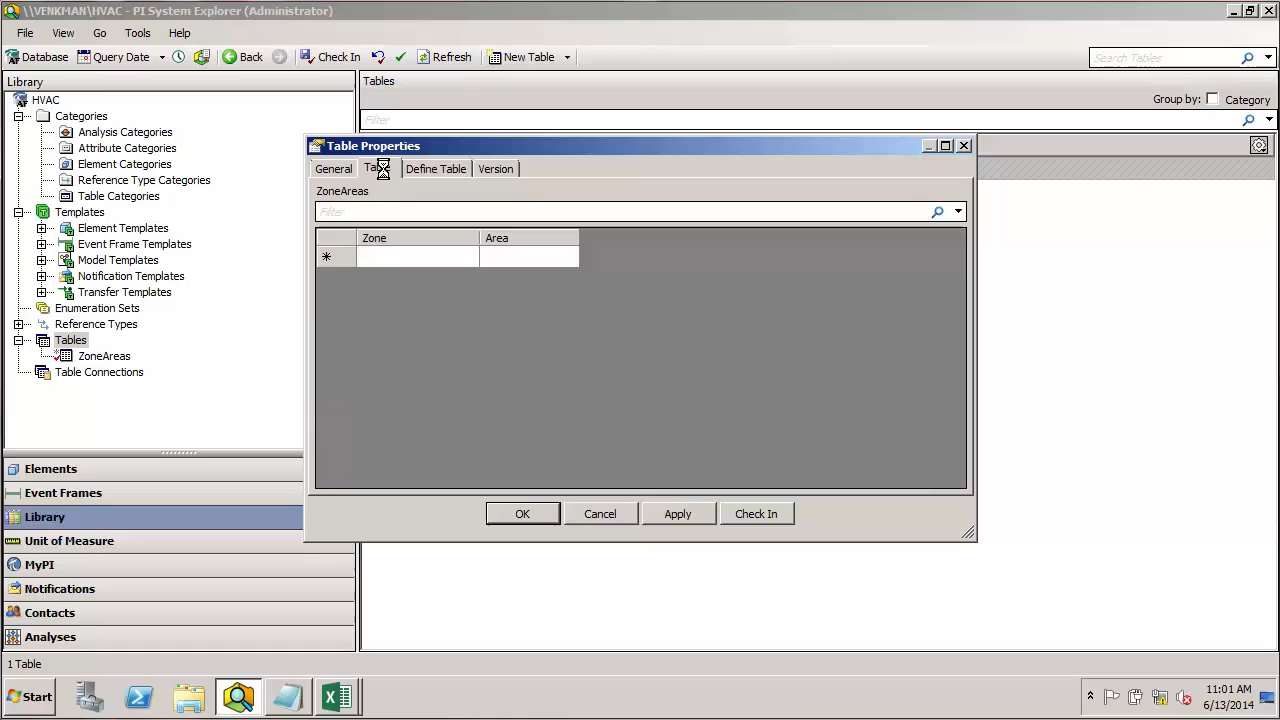 \\VENKMAN\HVAC - PI System Explorer (Administrator)
File View Go Tools Help
Database Query Date Back Check In Refresh New Table Search Tables
Library
HVAC
Categories
Analysis Categories
Attribute Categories
Element Categories
Reference Type Categories
Table Categories
Templates
Element Templates
Event Frame Templates
Model Templates
Notification Templates
Transfer Templates
Enumeration Sets
Reference Types
Tables
ZoneAreas
Table Connections
Elements
Event Frames
Library
Unit of Measure
MyPI
Notifications
Contacts
Analyses
Tables
Group by: Category
Filter
Table Properties
General Define Table Version
ZoneAreas
Filter
Zone Area
OK Cancel Apply Check In
1 Table
Start
11:01 AM
6/13/2014